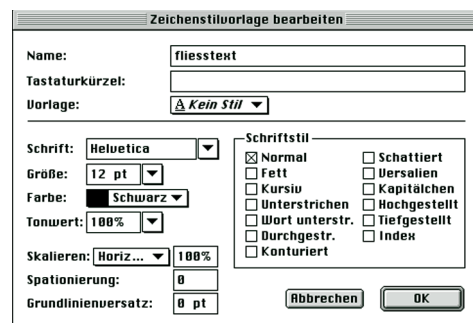 Zeichenstilvorlage bearbeiten
Name: fliesstext
Tastaturkürzel:
Vorlage: A Kein Stil
Schrift: Helvetica
Größe: 12 pt
Farbe: Schwarz
Tonwert: 100%
Skalieren: Horiz... 100%
Spationierung: 0
Grundlinienversatz: 0 pt
Schriftstil
Normal Schattiert
Fett Versalien
Kursiv Kapitälchen
Unterstrichen Hochgestellt
Wort unterstr. Tiefgestellt
Durchgestr. Index
Konturiert
Abbrechen OK